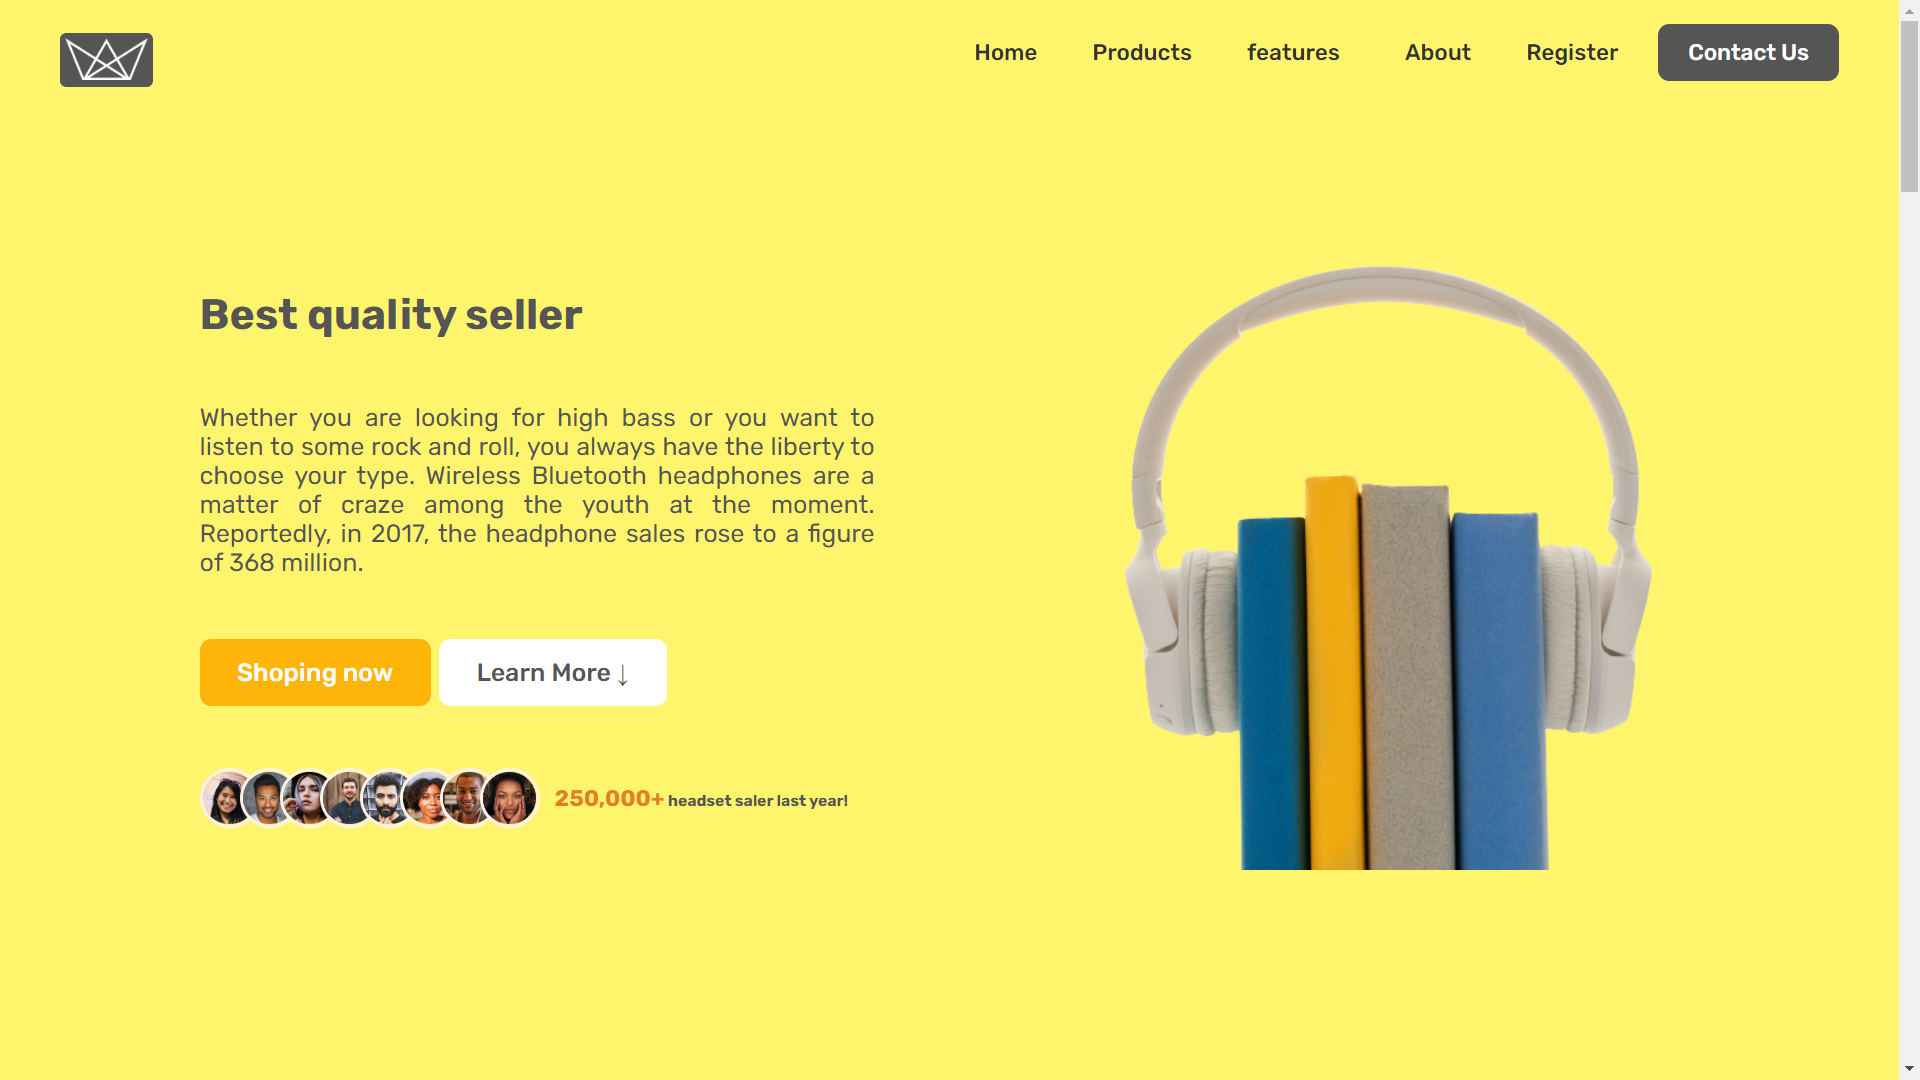 Home Products features About Register Contact Us
Best quality seller
Whether you are looking for high bass or you want to
listen to some rock and roll, you always have the liberty to
choose your type. Wireless Bluetooth headphones are a
matter of craze among the youth at the moment.
Reportedly, in 2017, the headphone sales rose to a figure
of 368 million.
Shoping now Learn More ↓
250,000+ headset saler last year!